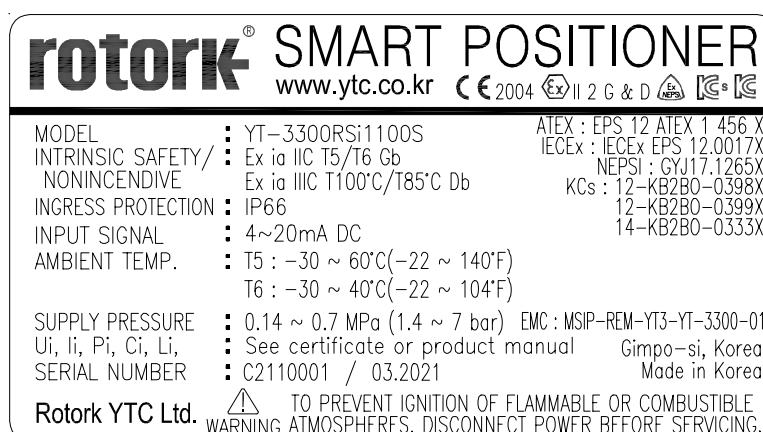 rotork® SMART POSITIONER
www.ytc.co.kr CE 2004 Ex II 2 G & D Ex NEPSI KCs KC
MODEL : YT-3300RSi1100S
ATEX : EPS 12 ATEX 1 456 X
INTRINSIC SAFETY/ : Ex ia IIC T5/T6 Gb
IECEx : IECEx EPS 12.0017X
NONINCENDIVE Ex ia IIIC T100°C/T85°C Db
NEPSI : GYJ17.1265X
KCs : 12-KB2BO-0398X
INGRESS PROTECTION : IP66
12-KB2BO-0399X
INPUT SIGNAL : 4~20mA DC
14-KB2BO-0333X
AMBIENT TEMP. : T5 : -30 ~ 60°C(-22 ~ 140°F)
T6 : -30 ~ 40°C(-22 ~ 104°F)
SUPPLY PRESSURE : 0.14 ~ 0.7 MPa (1.4 ~ 7 bar) EMC : MSIP-REM-YT3-YT-3300-01
Ui, Ii, Pi, Ci, Li, : See certificate or product manual Gimpo-si, Korea
SERIAL NUMBER : C2110001 / 03.2021 Made in Korea
Rotork YTC Ltd. WARNING TO PREVENT IGNITION OF FLAMMABLE OR COMBUSTIBLE
ATMOSPHERES, DISCONNECT POWER BEFORE SERVICING.